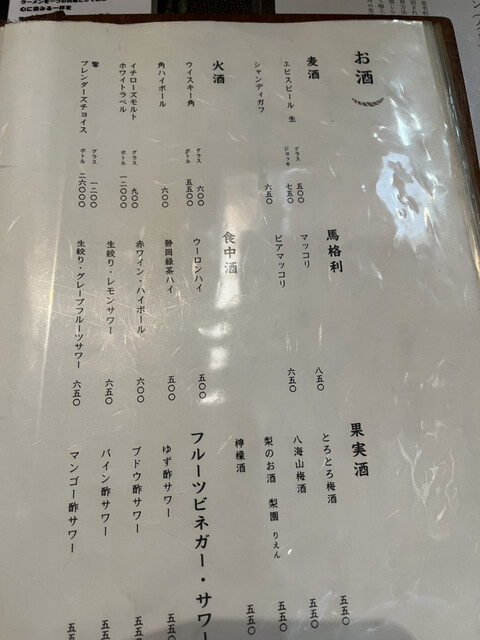 お酒
麦酒
エビスビール 生
グラス 五〇〇
ジョッキ 七五〇
シャンディガフ 六五〇
火酒
ウイスキー角
グラス 六〇〇
ボトル 五五〇〇
角ハイボール 六〇〇
イチローズモルト
ホワイトラベル
グラス 九〇〇
ボトル 一二〇〇〇
響
ブレンダーズチョイス
グラス 一二〇〇
ボトル 二六〇〇〇
馬格利
マッコリ 八五〇
ビアマッコリ 六五〇
食中酒
ウーロンハイ 五〇〇
静岡緑茶ハイ 五〇〇
赤ワイン・ハイボール 六〇〇
生絞り・レモンサワー 六五〇
生絞り・グレープフルーツサワー 六五〇
果実酒
とろとろ梅酒 五五〇
八海山梅酒 五五〇
梨のお酒 梨園 りえん 五五〇
檸檬酒 五五〇
フルーツビネガー・サワー
ゆず酢サワー 五五
ブドウ酢サワー 五五
パイン酢サワー 五五
マンゴー酢サワー 五五